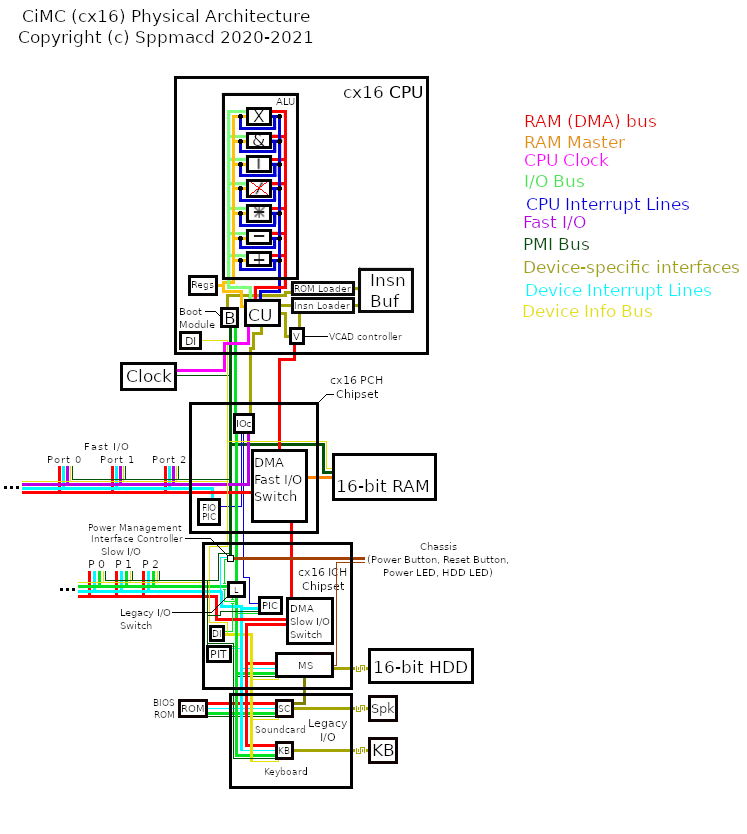 CiMC (cx16) Physical Architecture
Copyright (c) Sppmacd 2020-2021
cx16 CPU
ALU
X
&
|
/
*
−
+
RAM (DMA) bus
RAM Master
CPU Clock
I/O Bus
CPU Interrupt Lines
Fast I/O
PMI Bus
Device-specific interfaces
Device Interrupt Lines
Device Info Bus
Regs
ROM Loader
Insn Loader
Insn
Buf
Boot
Module
B
CU
DI
V
VCAD controller
Clock
cx16 PCH
Chipset
IOc
Fast I/O
Port 0 Port 1 Port 2
DMA
Fast I/O
Switch
16-bit RAM
FIO
PIC
Power Management
Interface Controller
Slow I/O
P 0 P 1 P 2
Chassis
(Power Button, Reset Button,
Power LED, HDD LED)
cx16 ICH
Chipset
L
PIC
Legacy I/O
Switch
DMA
Slow I/O
Switch
DI
PIT
MS
16-bit HDD
BIOS
ROM
ROM
SC
Soundcard
Legacy
I/O
Spk
KB
Keyboard
KB